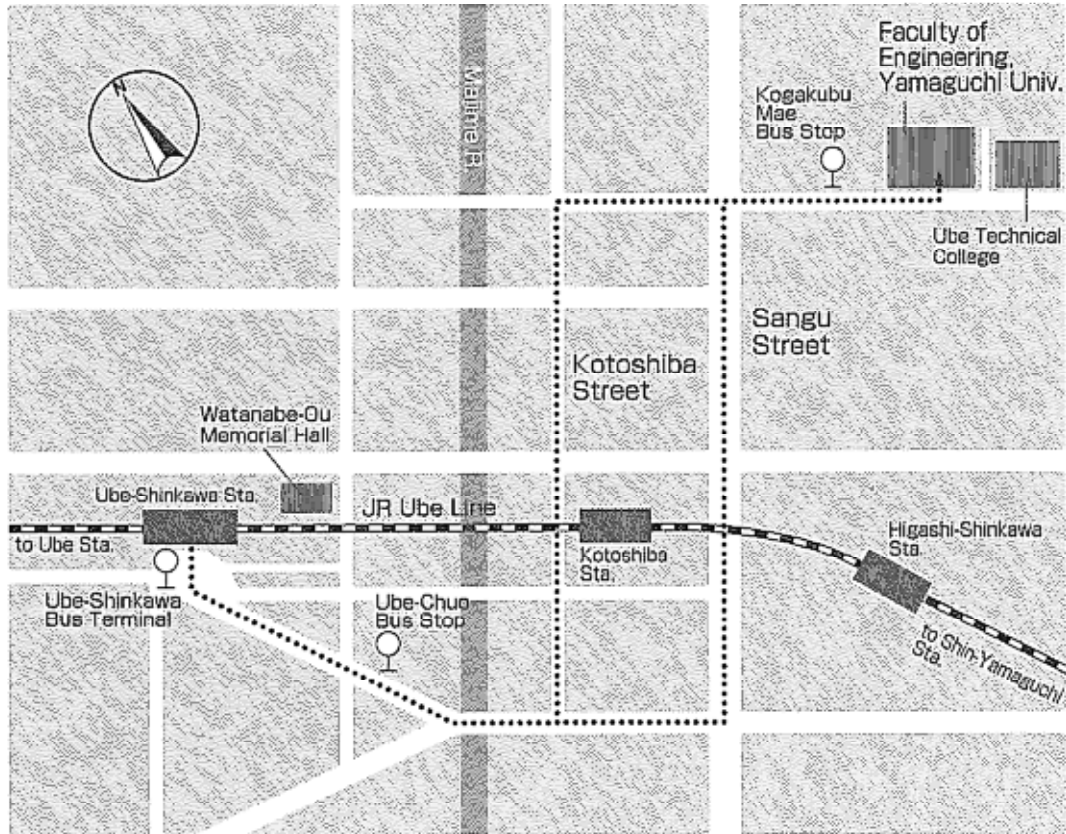 N
Majime R.
Faculty of
Engineering,
Yamaguchi Univ.
Kogakubu
Mae
Bus Stop
Ube Technical
College
Sangu
Street
Kotoshiba
Street
Watanabe-Ou
Memorial Hall
Ube-Shinkawa Sta.
JR Ube Line
to Ube Sta.
Kotoshiba
Sta.
Higashi-Shinkawa
Sta.
Ube-Shinkawa
Bus Terminal
Ube-Chuo
Bus Stop
to Shin-Yamaguchi
Sta.